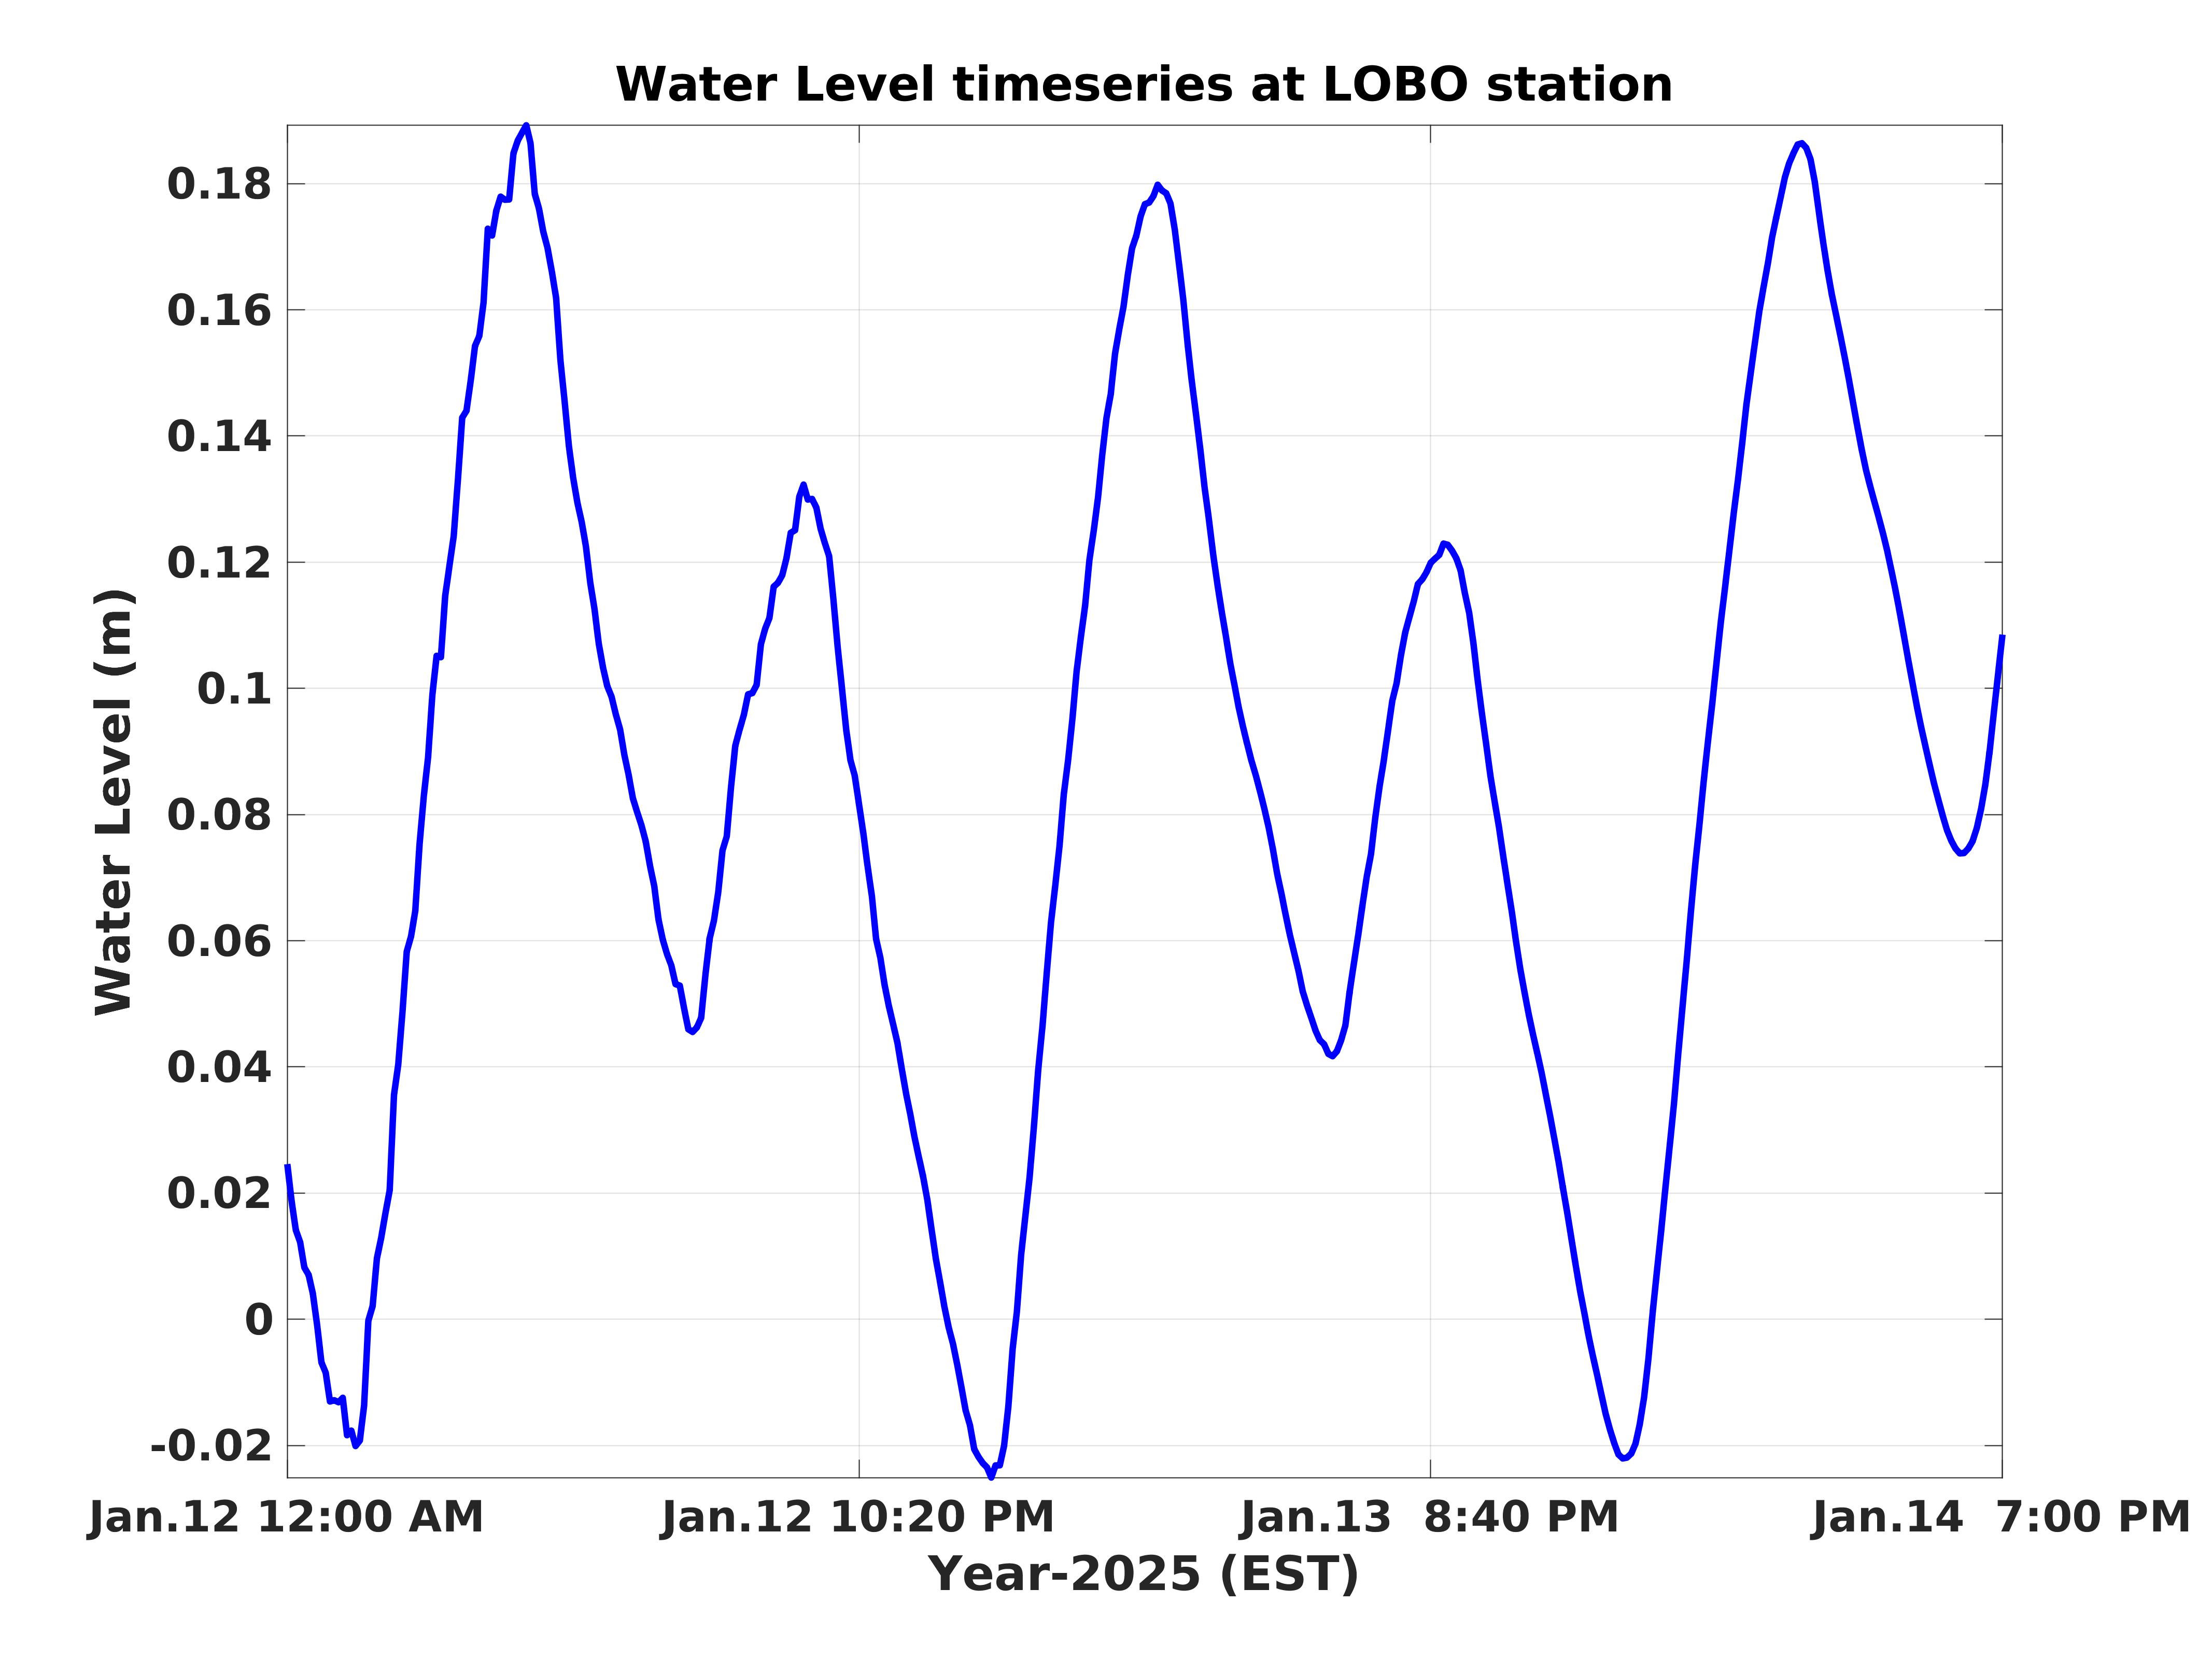 Water Level timeseries at LOBO station
0.18
0.16
0.14
0.12
0.1
0.08
0.06
0.04
0.02
0
-0.02
Water Level (m)
Jan.12 12:00 AM Jan.12 10:20 PM Jan.13  8:40 PM Jan.14  7:00 PM
Year-2025 (EST)